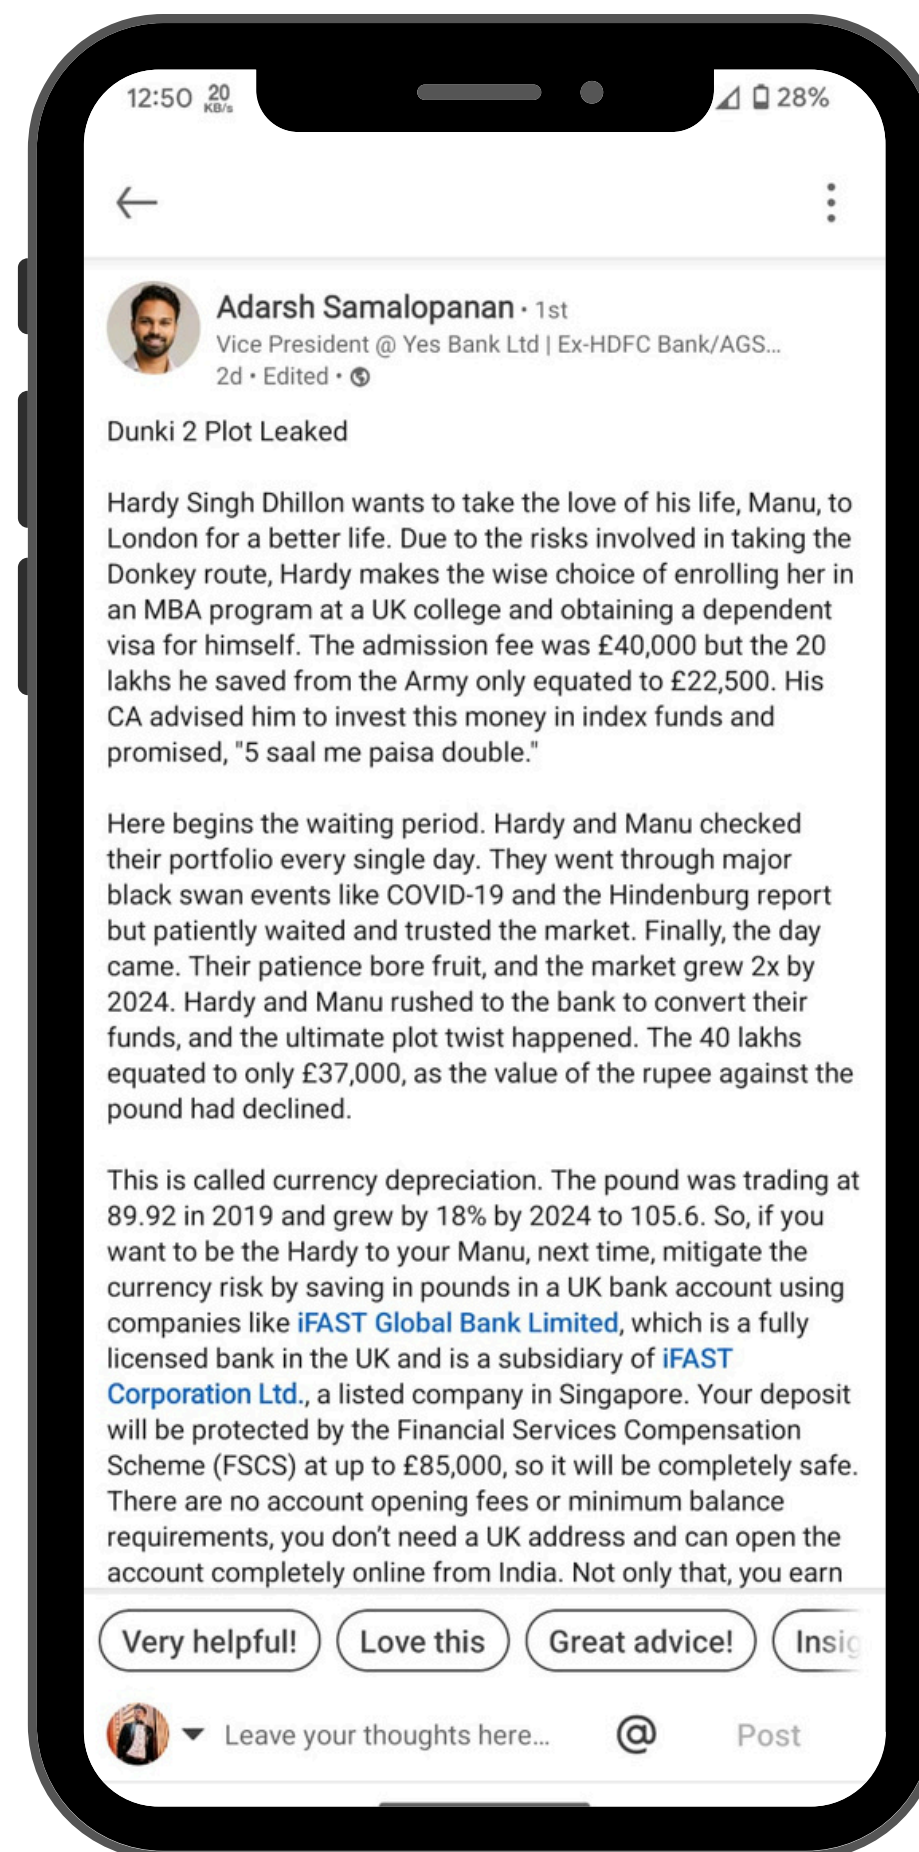 12:50 20 KB/s 28%
Adarsh Samalopanan • 1st
Vice President @ Yes Bank Ltd | Ex-HDFC Bank/AGS...
2d • Edited •
Dunki 2 Plot Leaked
Hardy Singh Dhillon wants to take the love of his life, Manu, to
London for a better life. Due to the risks involved in taking the
Donkey route, Hardy makes the wise choice of enrolling her in
an MBA program at a UK college and obtaining a dependent
visa for himself. The admission fee was £40,000 but the 20
lakhs he saved from the Army only equated to £22,500. His
CA advised him to invest this money in index funds and
promised, "5 saal me paisa double."
Here begins the waiting period. Hardy and Manu checked
their portfolio every single day. They went through major
black swan events like COVID-19 and the Hindenburg report
but patiently waited and trusted the market. Finally, the day
came. Their patience bore fruit, and the market grew 2x by
2024. Hardy and Manu rushed to the bank to convert their
funds, and the ultimate plot twist happened. The 40 lakhs
equated to only £37,000, as the value of the rupee against the
pound had declined.
This is called currency depreciation. The pound was trading at
89.92 in 2019 and grew by 18% by 2024 to 105.6. So, if you
want to be the Hardy to your Manu, next time, mitigate the
currency risk by saving in pounds in a UK bank account using
companies like iFAST Global Bank Limited, which is a fully
licensed bank in the UK and is a subsidiary of iFAST
Corporation Ltd., a listed company in Singapore. Your deposit
will be protected by the Financial Services Compensation
Scheme (FSCS) at up to £85,000, so it will be completely safe.
There are no account opening fees or minimum balance
requirements, you don’t need a UK address and can open the
account completely online from India. Not only that, you earn
Very helpful! Love this Great advice! Insig
Leave your thoughts here... @ Post